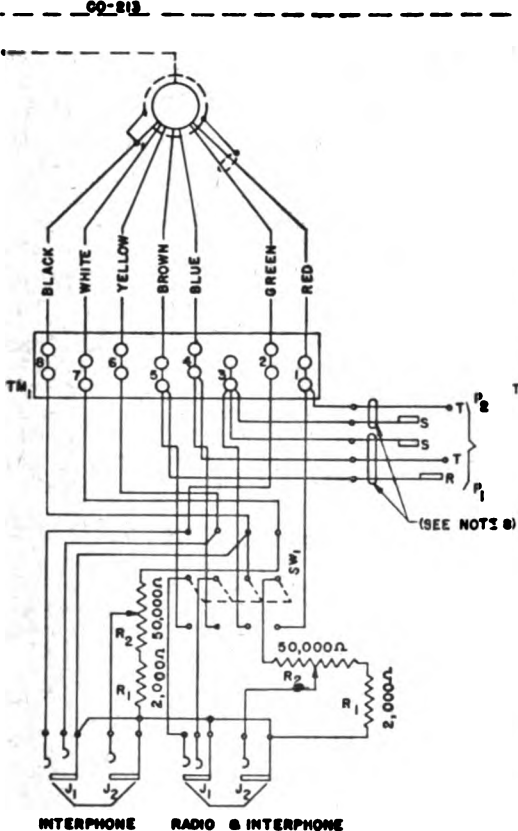 CO-213
BLACK
WHITE
YELLOW
BROWN
BLUE
GREEN
RED
8 7 6 5 4 3 2 1
TM1
T P2
S
S
T
R P1
(SEE NOTE 8)
SW1
50,000Ω
2,000Ω
R2
R1
50,000Ω
R2
R1
2,000Ω
J1 J2 J1 J2
INTERPHONE RADIO & INTERPHONE
T